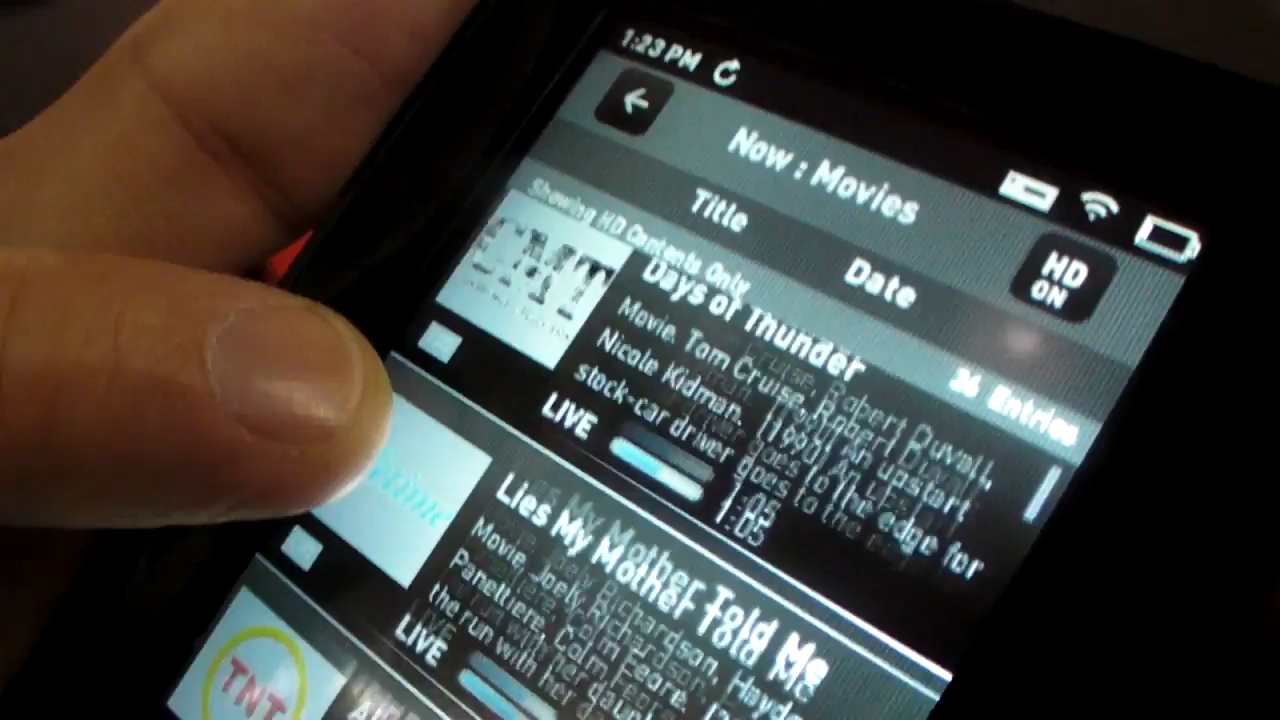 1:23 PM
Now : Movies
Title
Date
HD
ON
Showing HD Contents Only
26 Entries
CMT
Days of Thunder
Movie. Tom Cruise, Robert Duvall,
Nicole Kidman. (1990) An upstart
stock-car driver goes to the edge for
LIVE
1:05
Lies My Mother Told Me
Movie. Joely Richardson, Hayden
Panettiere, Colm Feore.
the run with her
LIVE
TNT